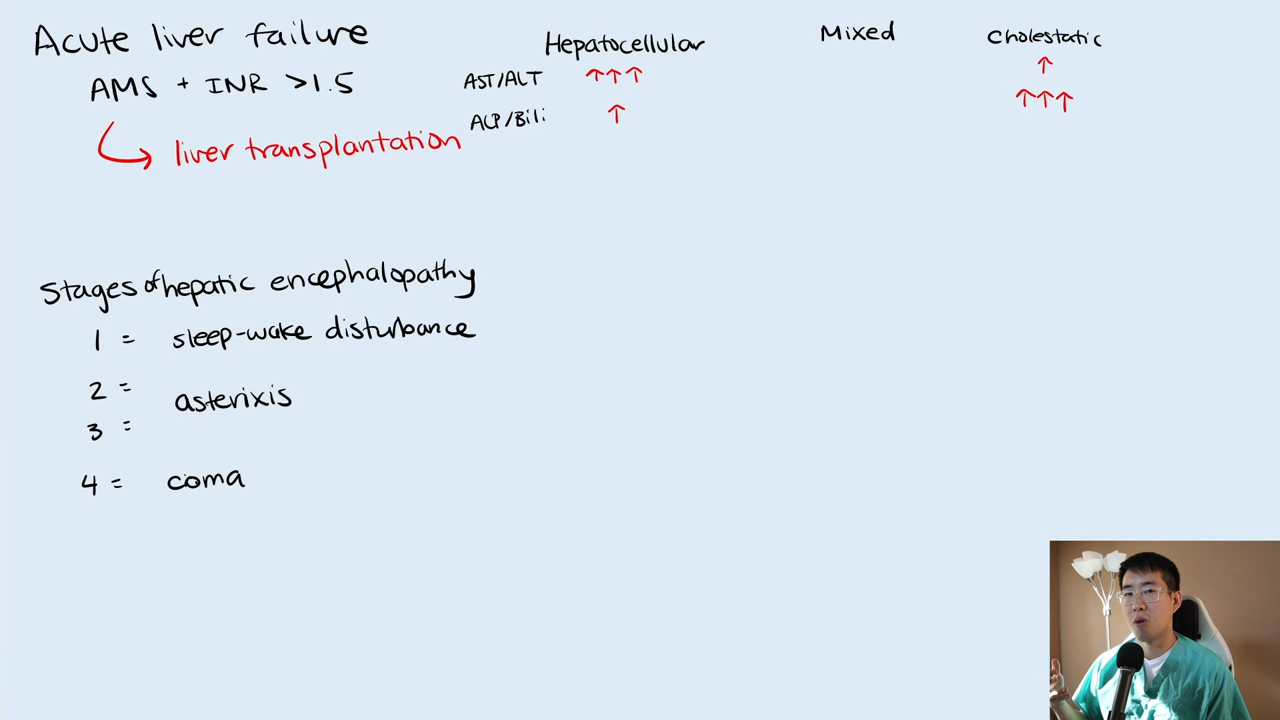 Acute liver failure
AMS + INR >1.5
liver transplantation
Hepatocellular Mixed Cholestatic
AST/ALT ↑↑↑ ↑
ALP/Bili ↑ ↑↑↑
Stages of hepatic encephalopathy
1 = sleep-wake disturbance
2 =
asterixis
3 =
4 = coma